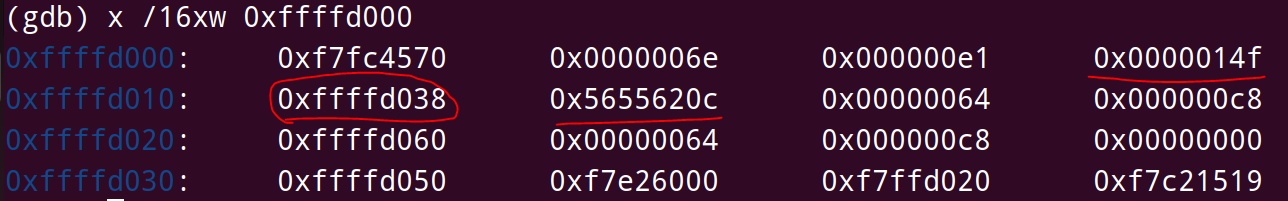 (gdb) x /16xw 0xffffd000
0xffffd000: 0xf7fc4570 0x0000006e 0x000000e1 0x0000014f
0xffffd010: 0xffffd038 0x5655620c 0x00000064 0x000000c8
0xffffd020: 0xffffd060 0x00000064 0x000000c8 0x00000000
0xffffd030: 0xffffd050 0xf7e26000 0xf7ffd020 0xf7c21519